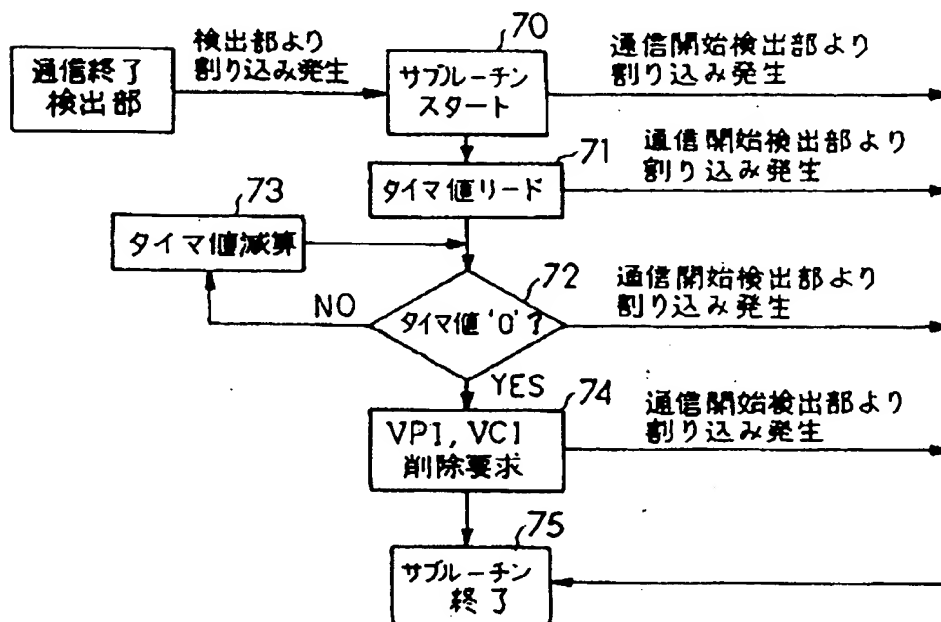 70
通信終了
検出部
検出部より
割り込み発生
サブルーチン
スタート
通信開始検出部より
割り込み発生
71
タイマ値リード
通信開始検出部より
割り込み発生
73
タイマ値減算
72
タイマ値'0'?
NO
通信開始検出部より
割り込み発生
YES
74
VPI, VCI
削除要求
通信開始検出部より
割り込み発生
75
サブルーチン
終了